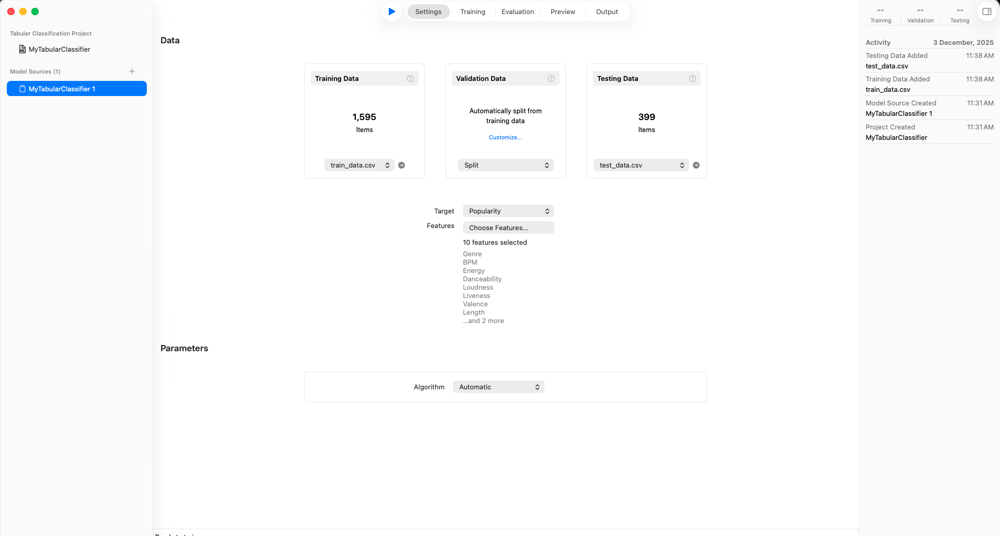 Settings
Training
Evaluation
Preview
Output
--
--
--
Training
Validation
Testing
Tabular Classification Project
MyTabularClassifier
Model Sources (1)
MyTabularClassifier 1
Data
Training Data
1,595
Items
train_data.csv
Validation Data
Automatically split from
training data
Customize...
Split
Testing Data
399
Items
test_data.csv
Target
Popularity
Features
Choose Features...
10 features selected
Genre
BPM
Energy
Danceability
Loudness
Liveness
Valence
Length
...and 2 more
Parameters
Algorithm
Automatic
Activity
3 December, 2025
Testing Data Added
11:38 AM
test_data.csv
Training Data Added
11:38 AM
train_data.csv
Model Source Created
11:31 AM
MyTabularClassifier 1
Project Created
11:31 AM
MyTabularClassifier